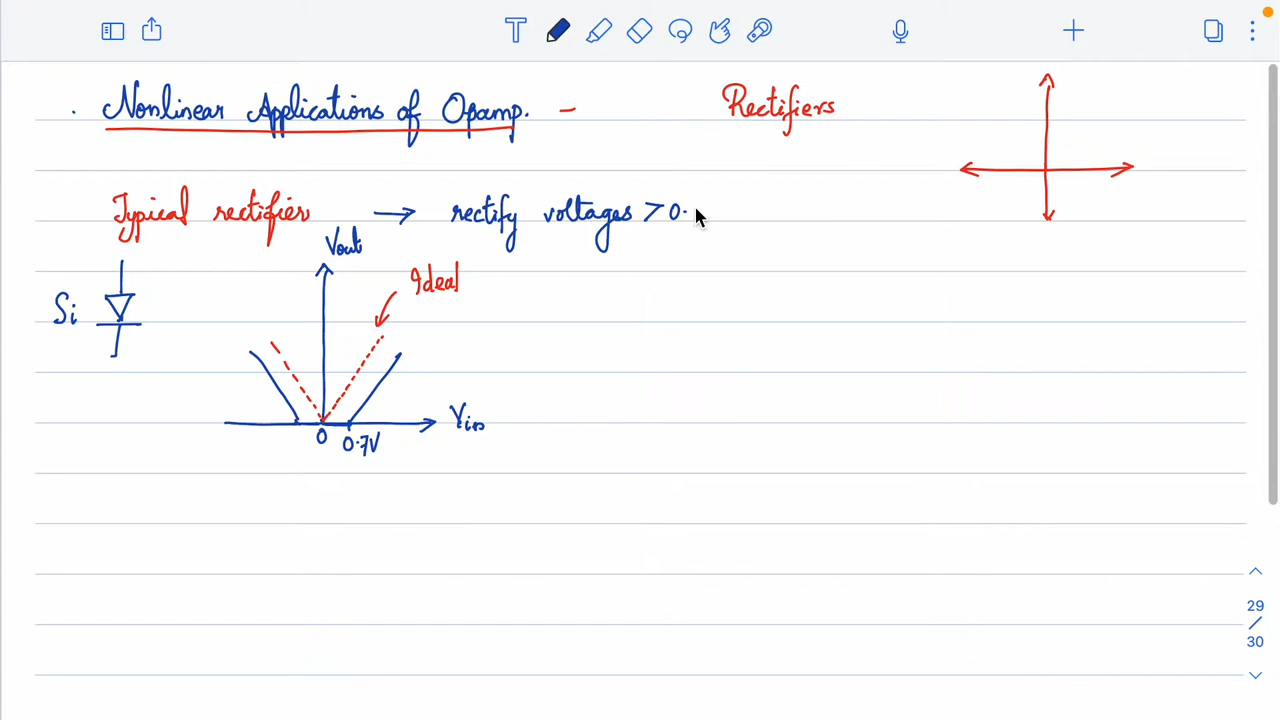 Nonlinear Applications of Opamp. - Rectifiers
Typical rectifier → rectify voltages > 0.
Vout
Ideal
Si
Vin
0 0.7V
29
/
30